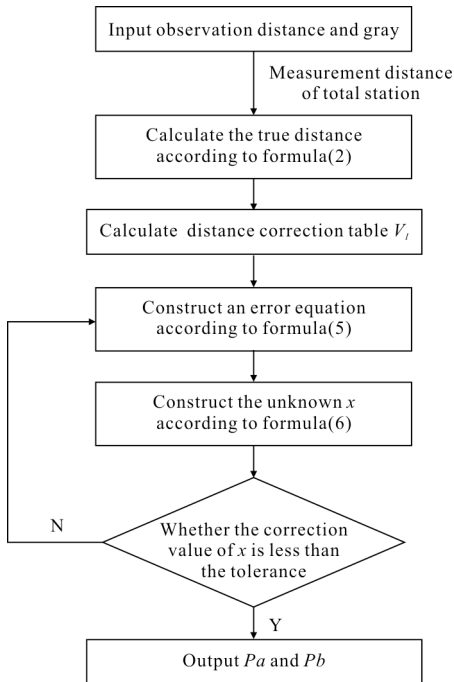 Input observation distance and gray
Measurement distance
of total station
Calculate the true distance
according to formula(2)
Calculate distance correction table Vₗ
Construct an error equation
according to formula(5)
Construct the unknown x
according to formula(6)
Whether the correction
value of x is less than
the tolerance
N
Y
Output Pa and Pb